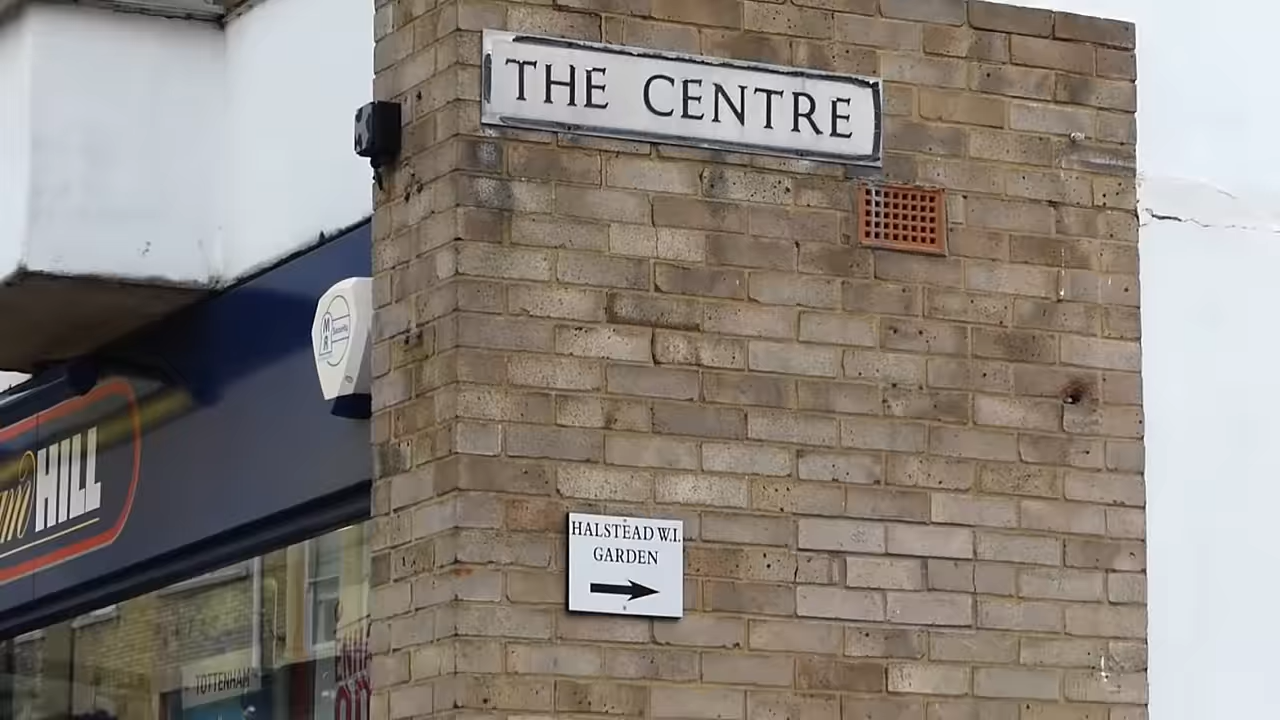 THE CENTRE
HILL
HALSTEAD W.I.
GARDEN
TOTTENHAM